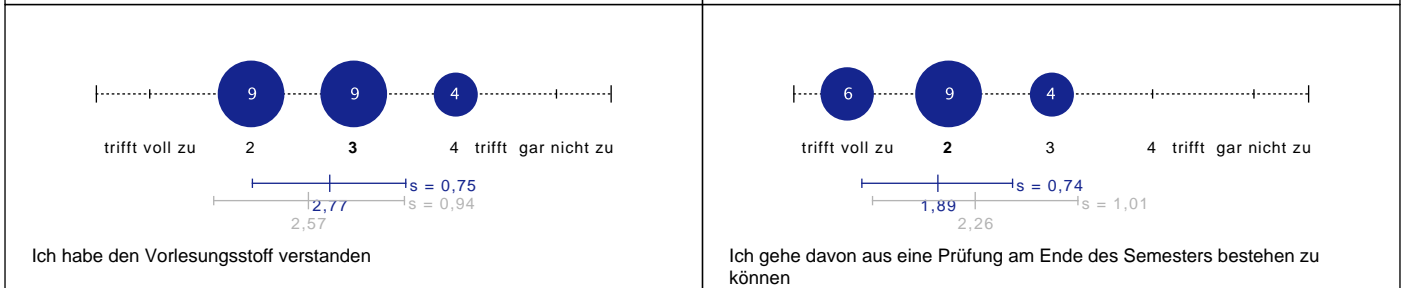 9 9 4
trifft voll zu 2 3 4 trifft gar nicht zu
s = 0,75
2,77 s = 0,94
2,57
Ich habe den Vorlesungsstoff verstanden
6 9 4
trifft voll zu 2 3 4 trifft gar nicht zu
s = 0,74
1,89 s = 1,01
2,26
Ich gehe davon aus eine Prüfung am Ende des Semesters bestehen zu
können